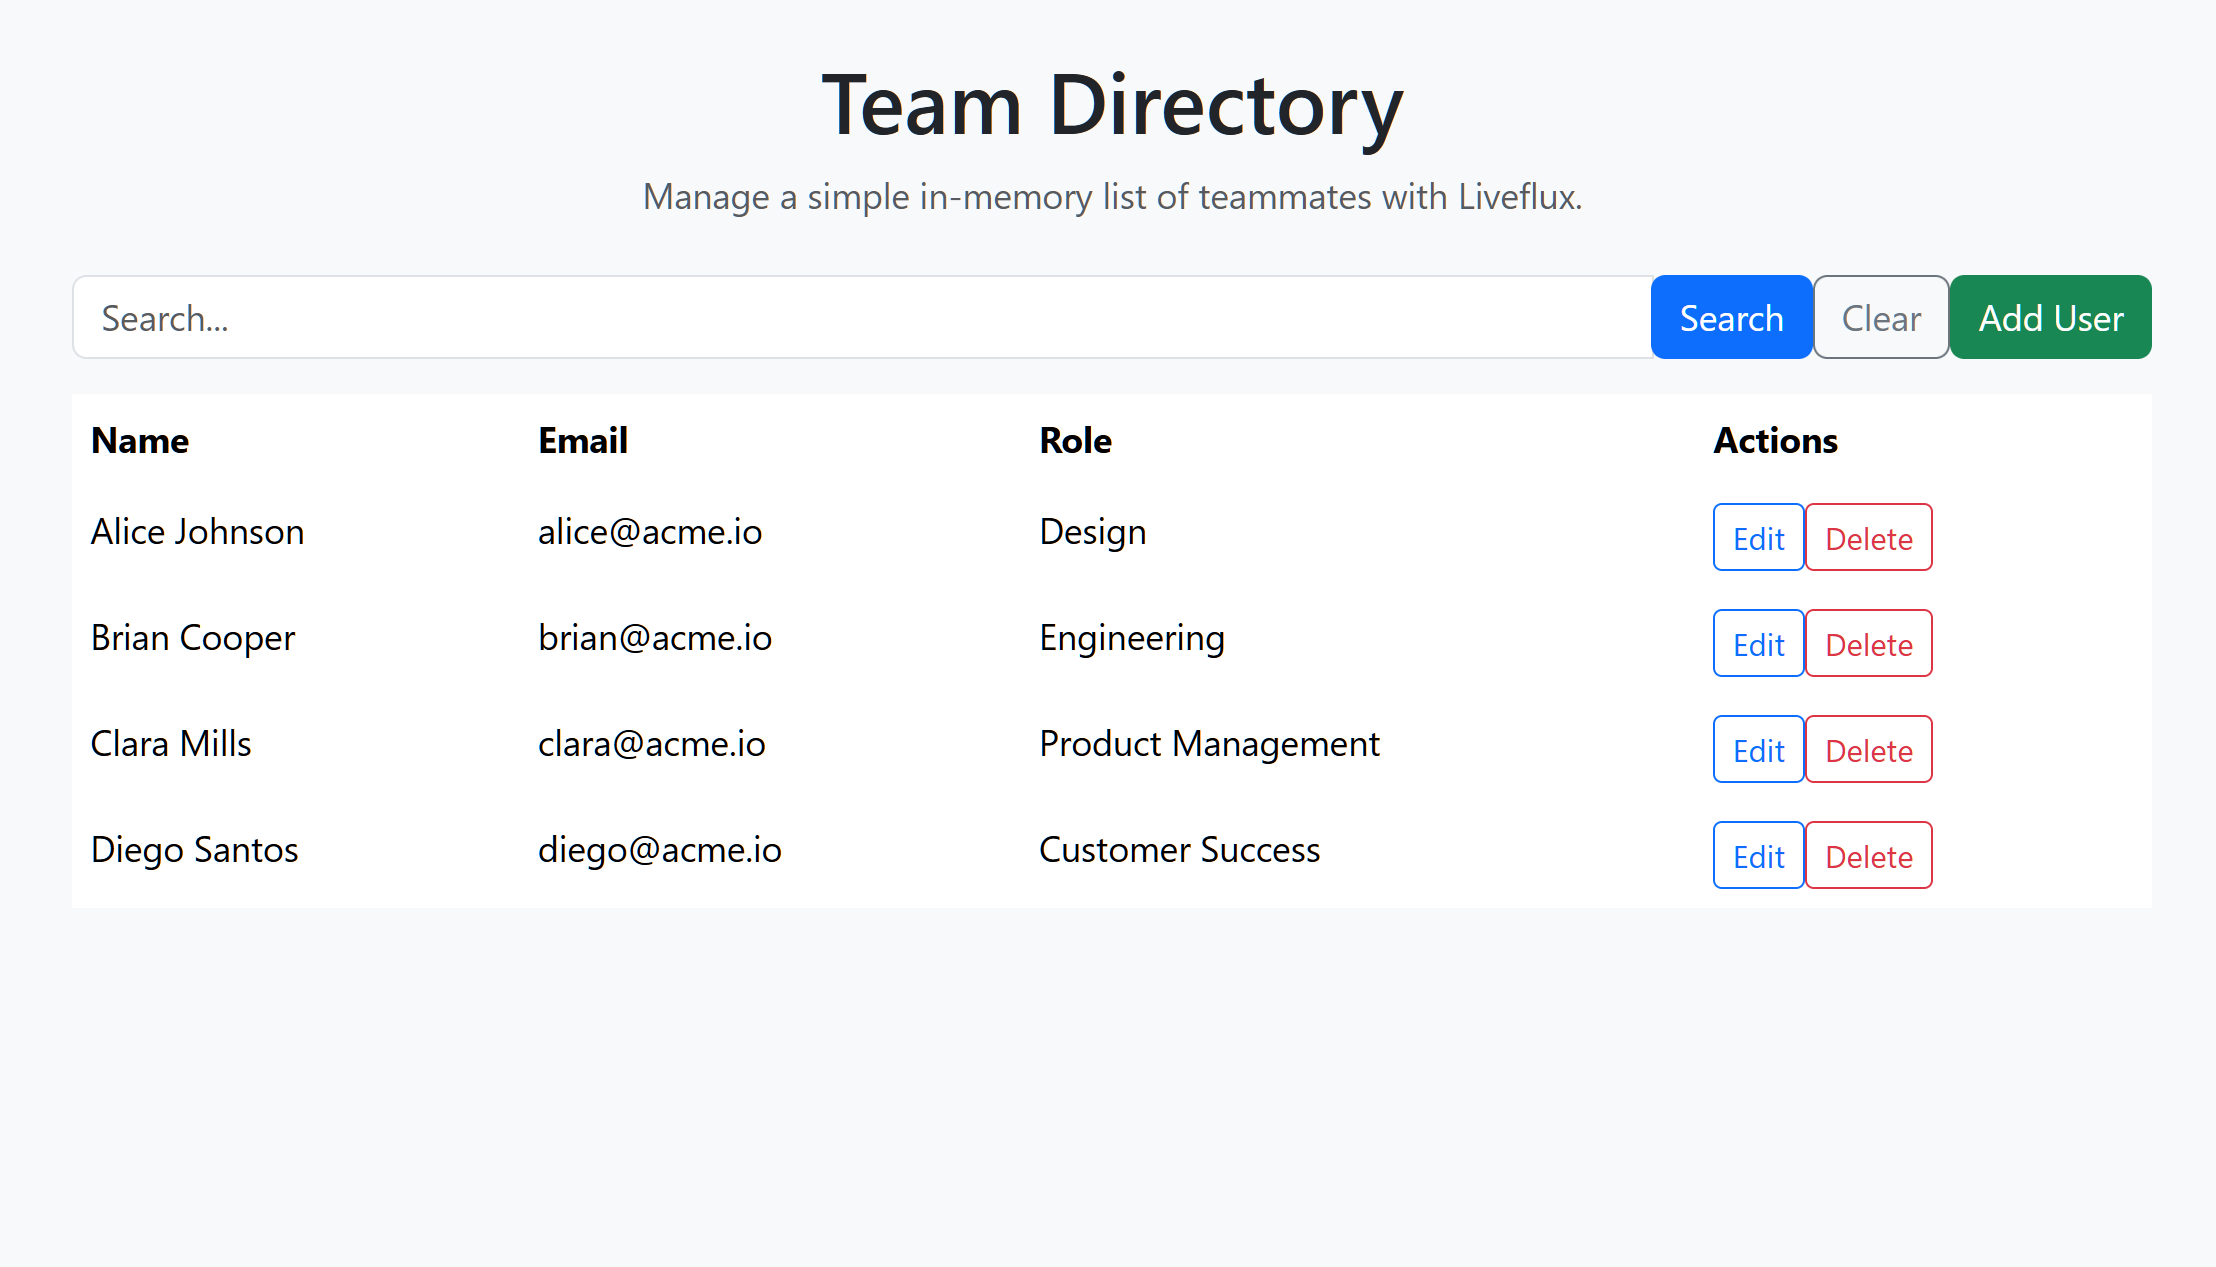 Team Directory
Manage a simple in-memory list of teammates with Liveflux.
Search... Search Clear Add User
Name Email Role Actions
Alice Johnson alice@acme.io Design Edit Delete
Brian Cooper brian@acme.io Engineering Edit Delete
Clara Mills clara@acme.io Product Management Edit Delete
Diego Santos diego@acme.io Customer Success Edit Delete